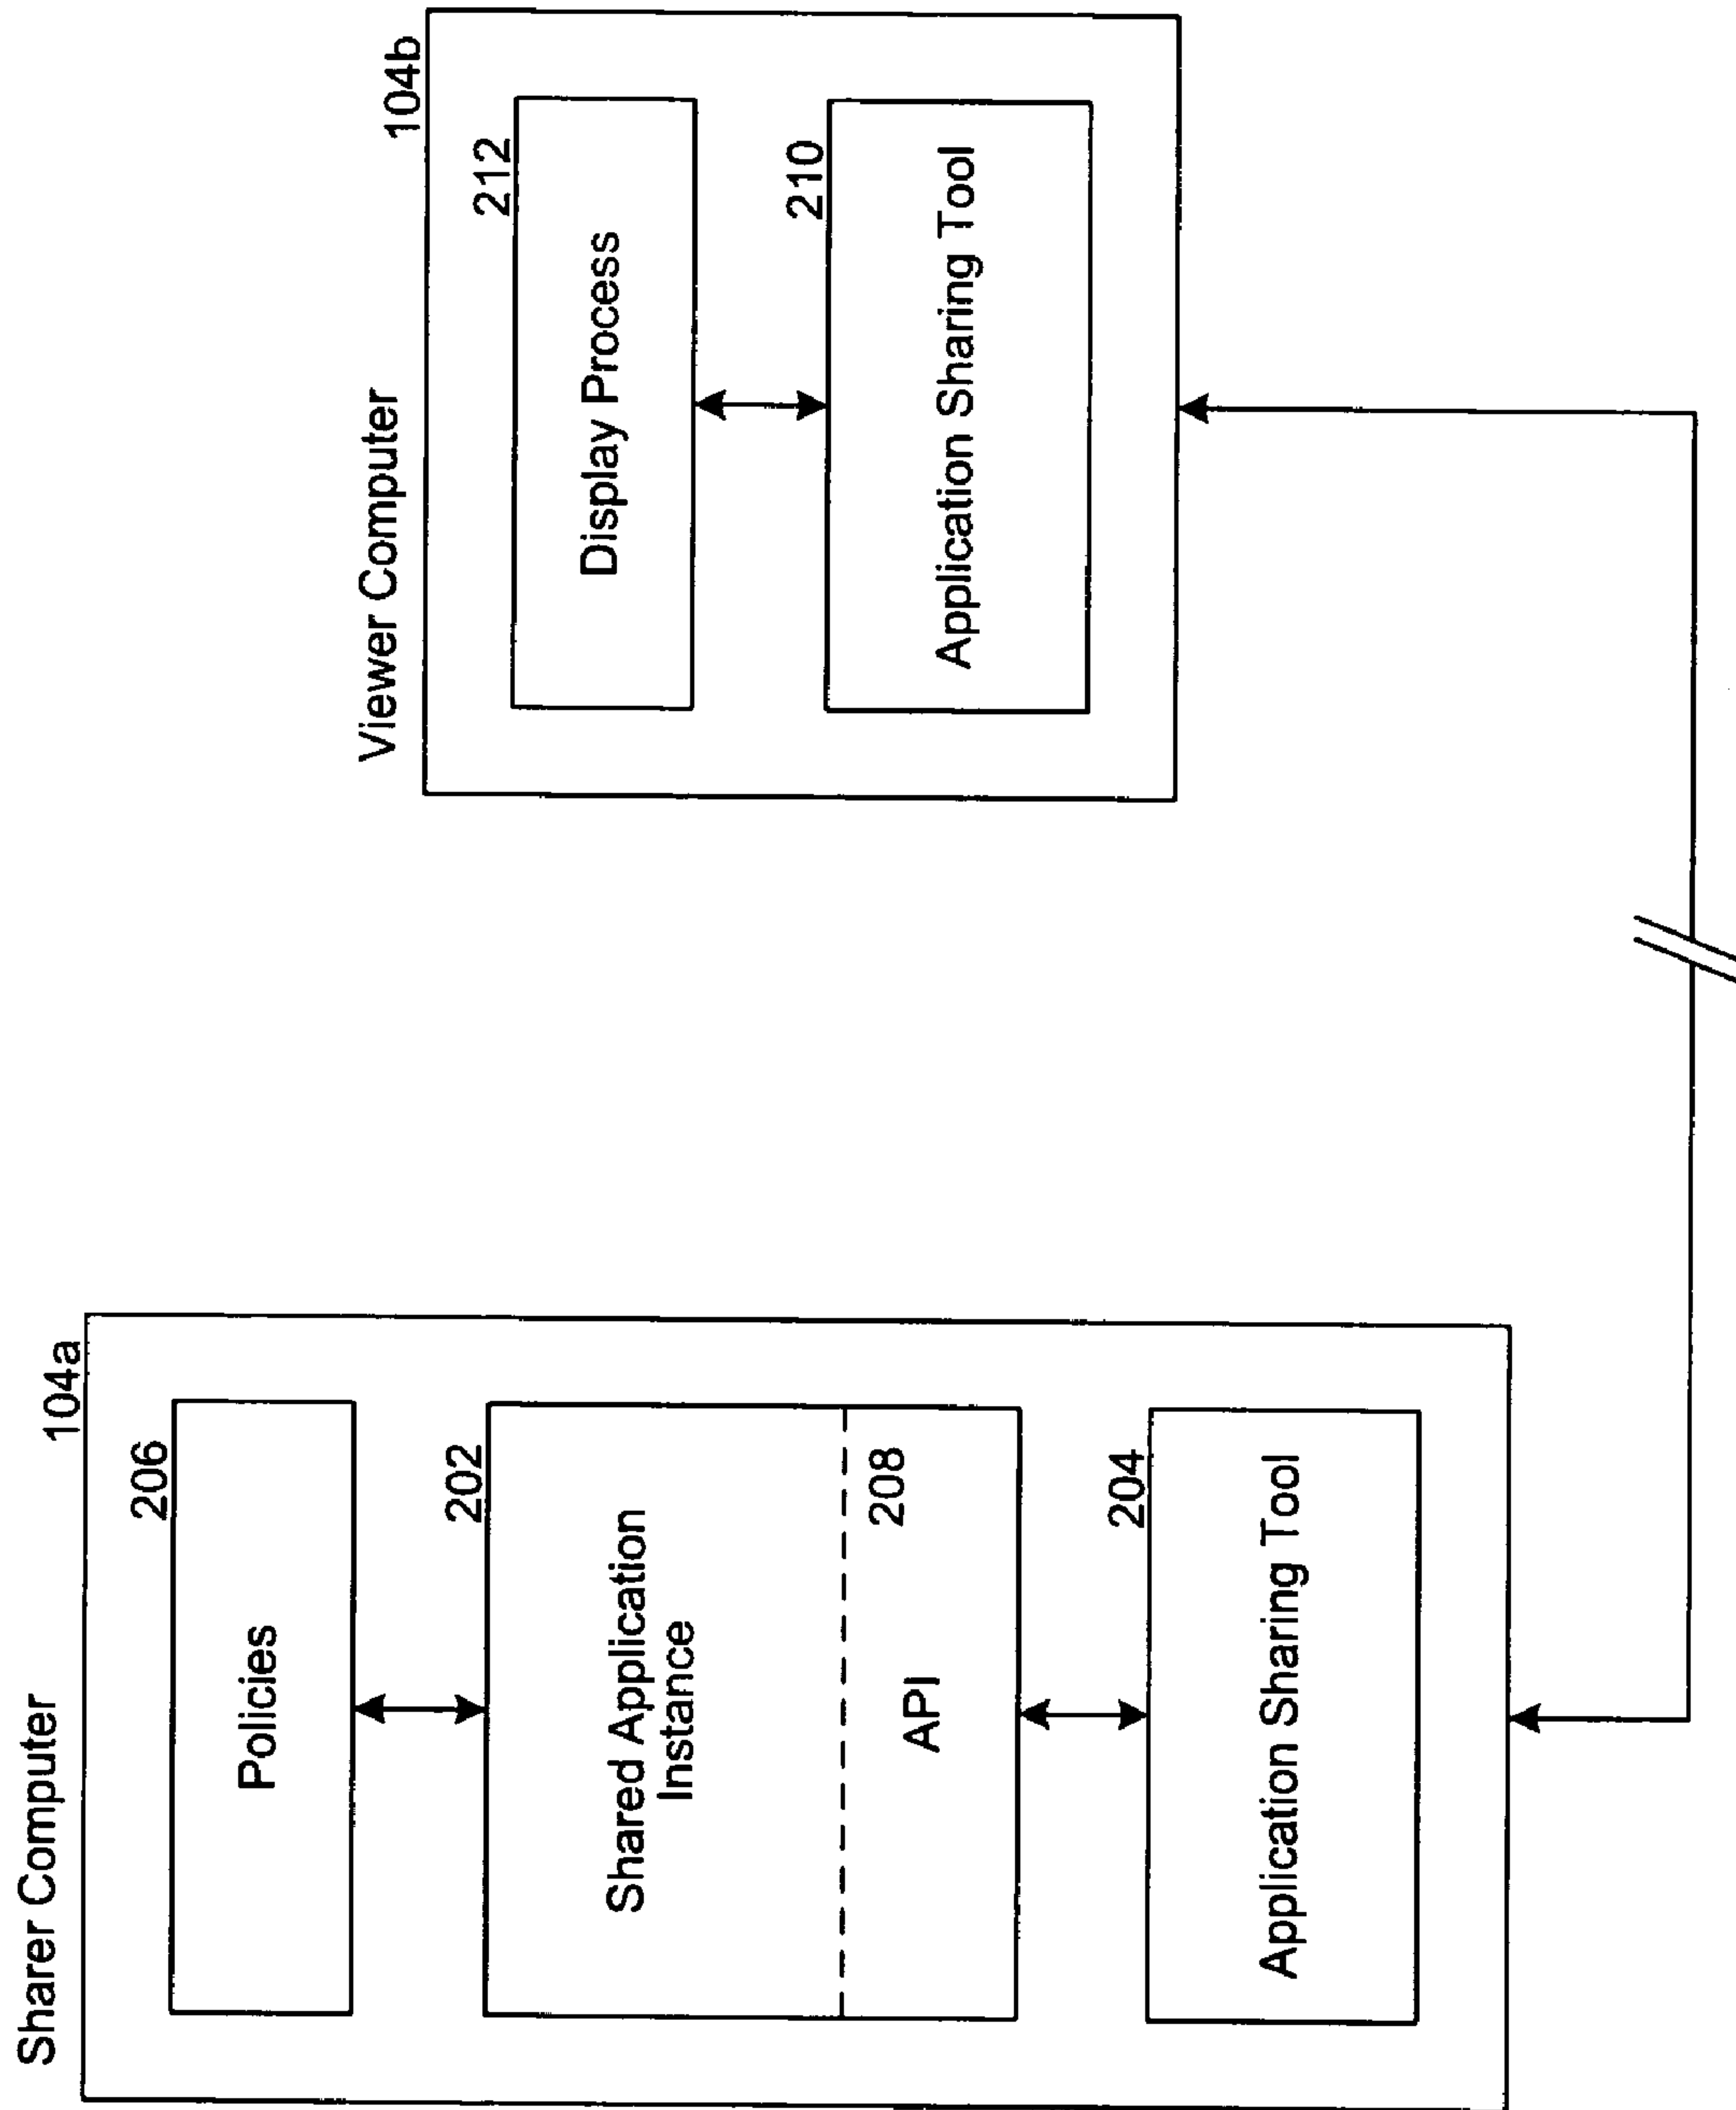 Sharer Computer
104a
206
Policies
202
Shared Application
Instance
208
API
204
Application Sharing Tool
Viewer Computer
104b
212
Display Process
210
Application Sharing Tool